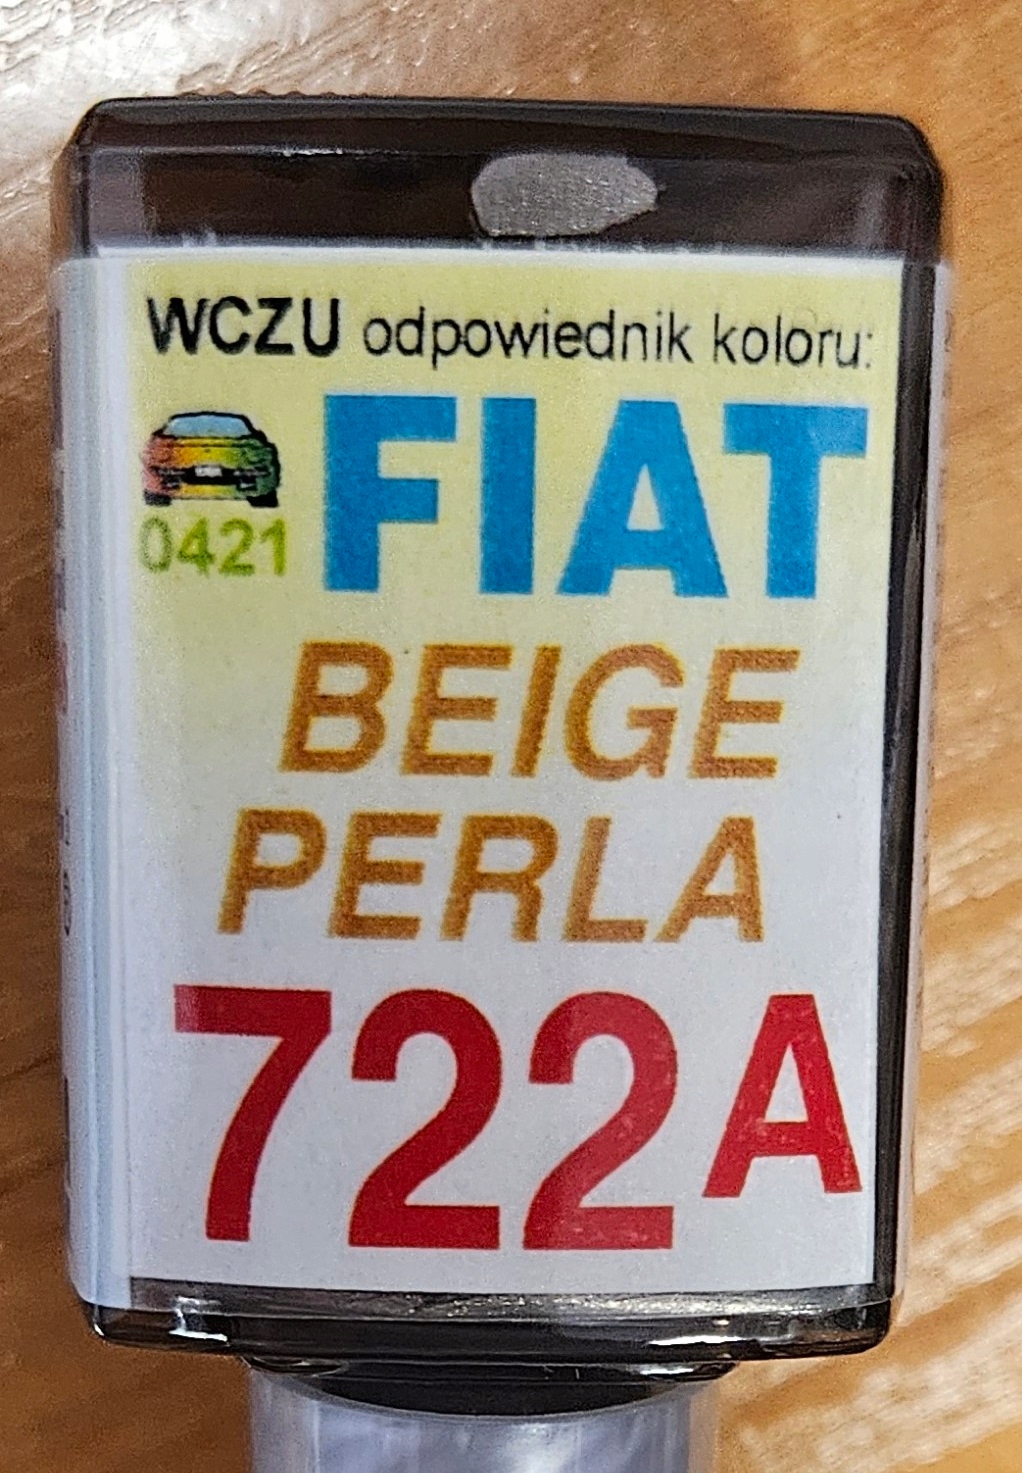 WCZU odpowiednik koloru:
FIAT
0421
BEIGE
PERLA
722A